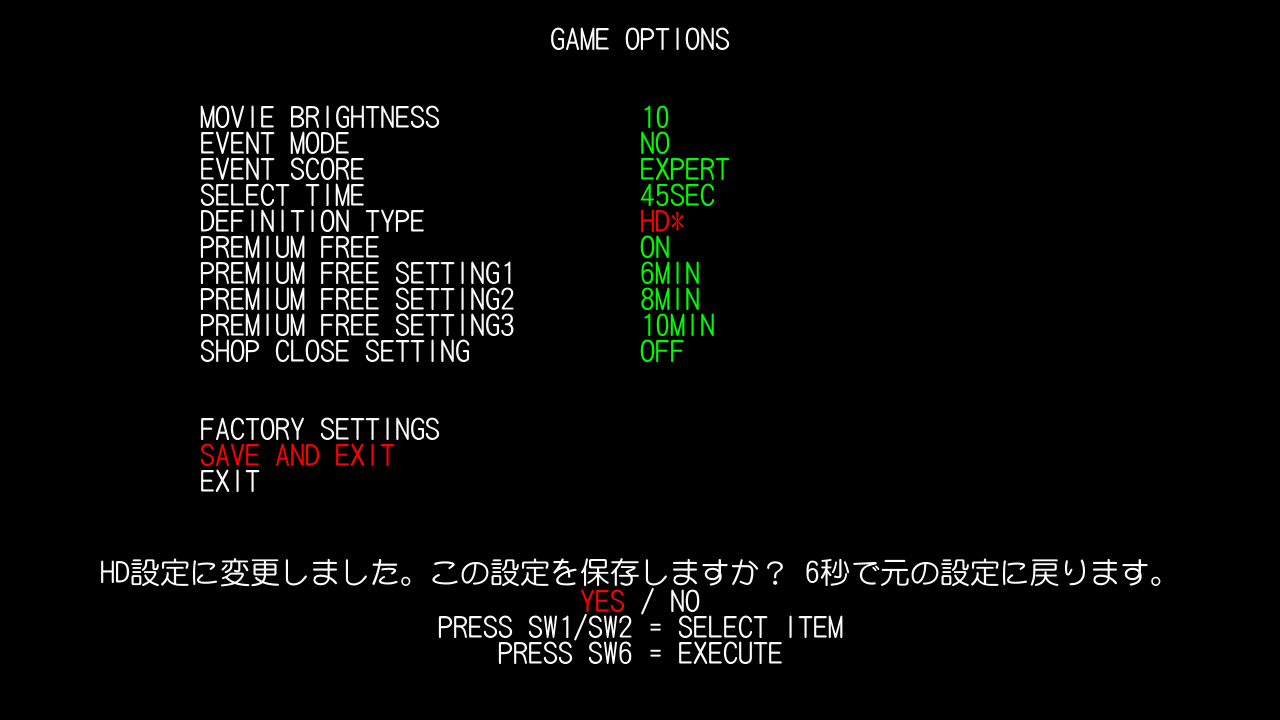 GAME OPTIONS
MOVIE BRIGHTNESS 10
EVENT MODE NO
EVENT SCORE EXPERT
SELECT TIME 45SEC
DEFINITION TYPE HD*
PREMIUM FREE ON
PREMIUM FREE SETTING1 6MIN
PREMIUM FREE SETTING2 8MIN
PREMIUM FREE SETTING3 10MIN
SHOP CLOSE SETTING OFF
FACTORY SETTINGS
SAVE AND EXIT
EXIT
HD設定に変更しました。この設定を保存しますか？ 6秒で元の設定に戻ります。
YES / NO
PRESS SW1/SW2 = SELECT ITEM
PRESS SW6 = EXECUTE